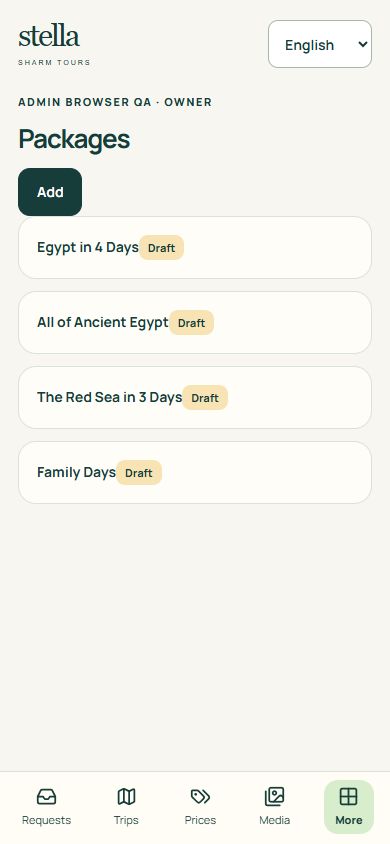 stella
SHARM TOURS
English
ADMIN BROWSER QA · OWNER
Packages
Add
Egypt in 4 Days Draft
All of Ancient Egypt Draft
The Red Sea in 3 Days Draft
Family Days Draft
Requests Trips Prices Media More